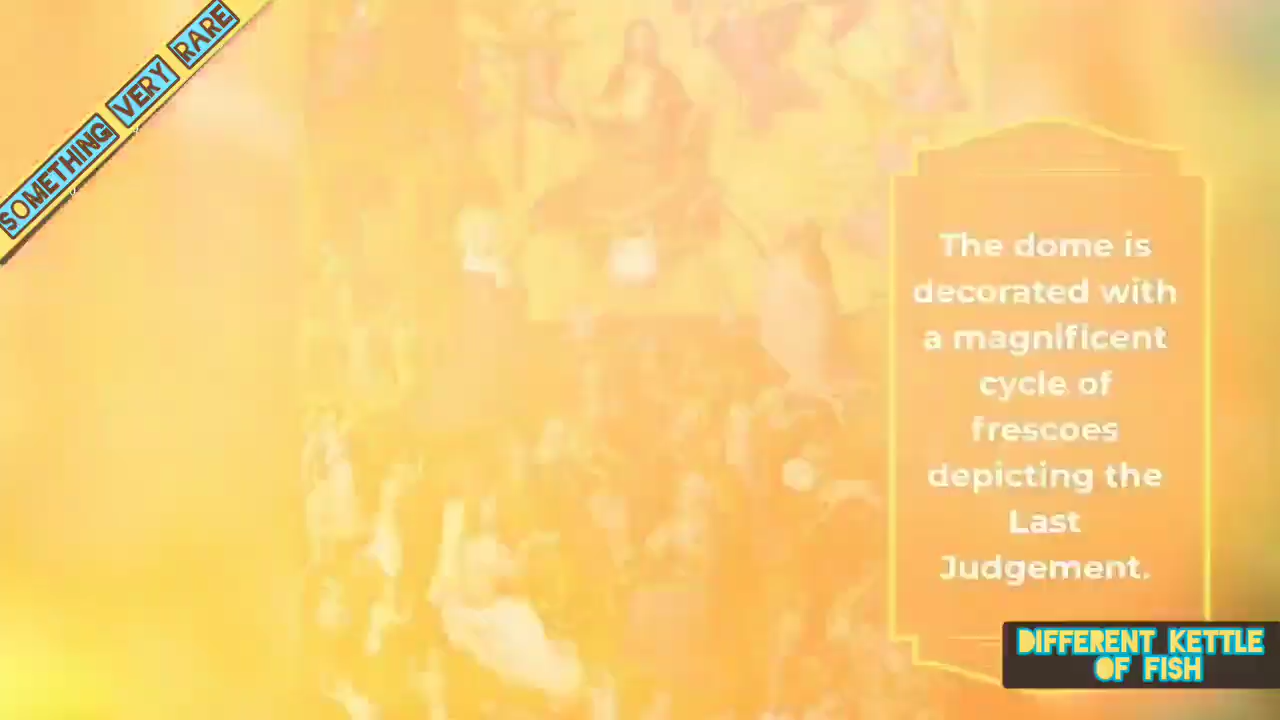 SOMETHING VERY RARE
The dome is
decorated with
a magnificent
cycle of
frescoes
depicting the
Last
Judgement.
DIFFERENT KETTLE
OF FISH